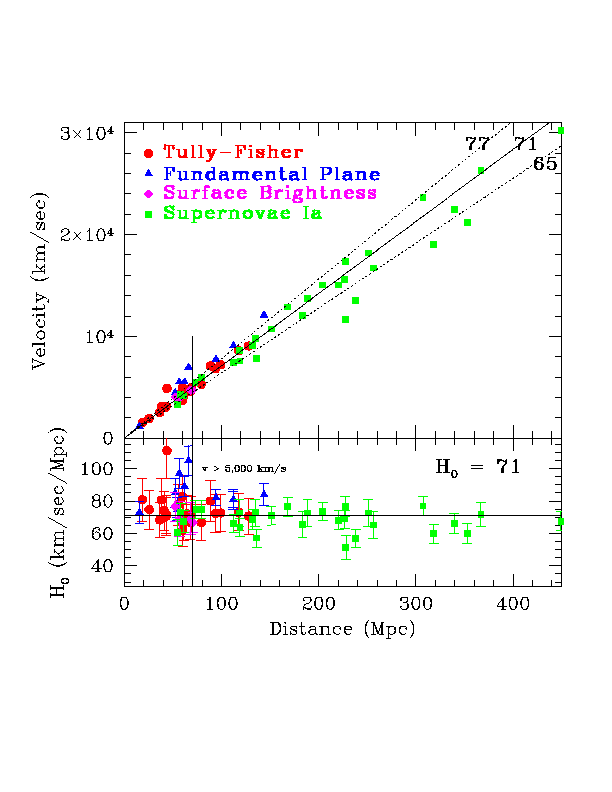 3×10⁴
77 71
65
Tully-Fisher
Fundamental Plane
Surface Brightness
Supernovae Ia
2×10⁴
10⁴
0
Velocity (km/sec)
100
80
60
40
v > 5,000 km/s
H₀ = 71
H₀ (km/sec/Mpc)
0 100 200 300 400
Distance (Mpc)